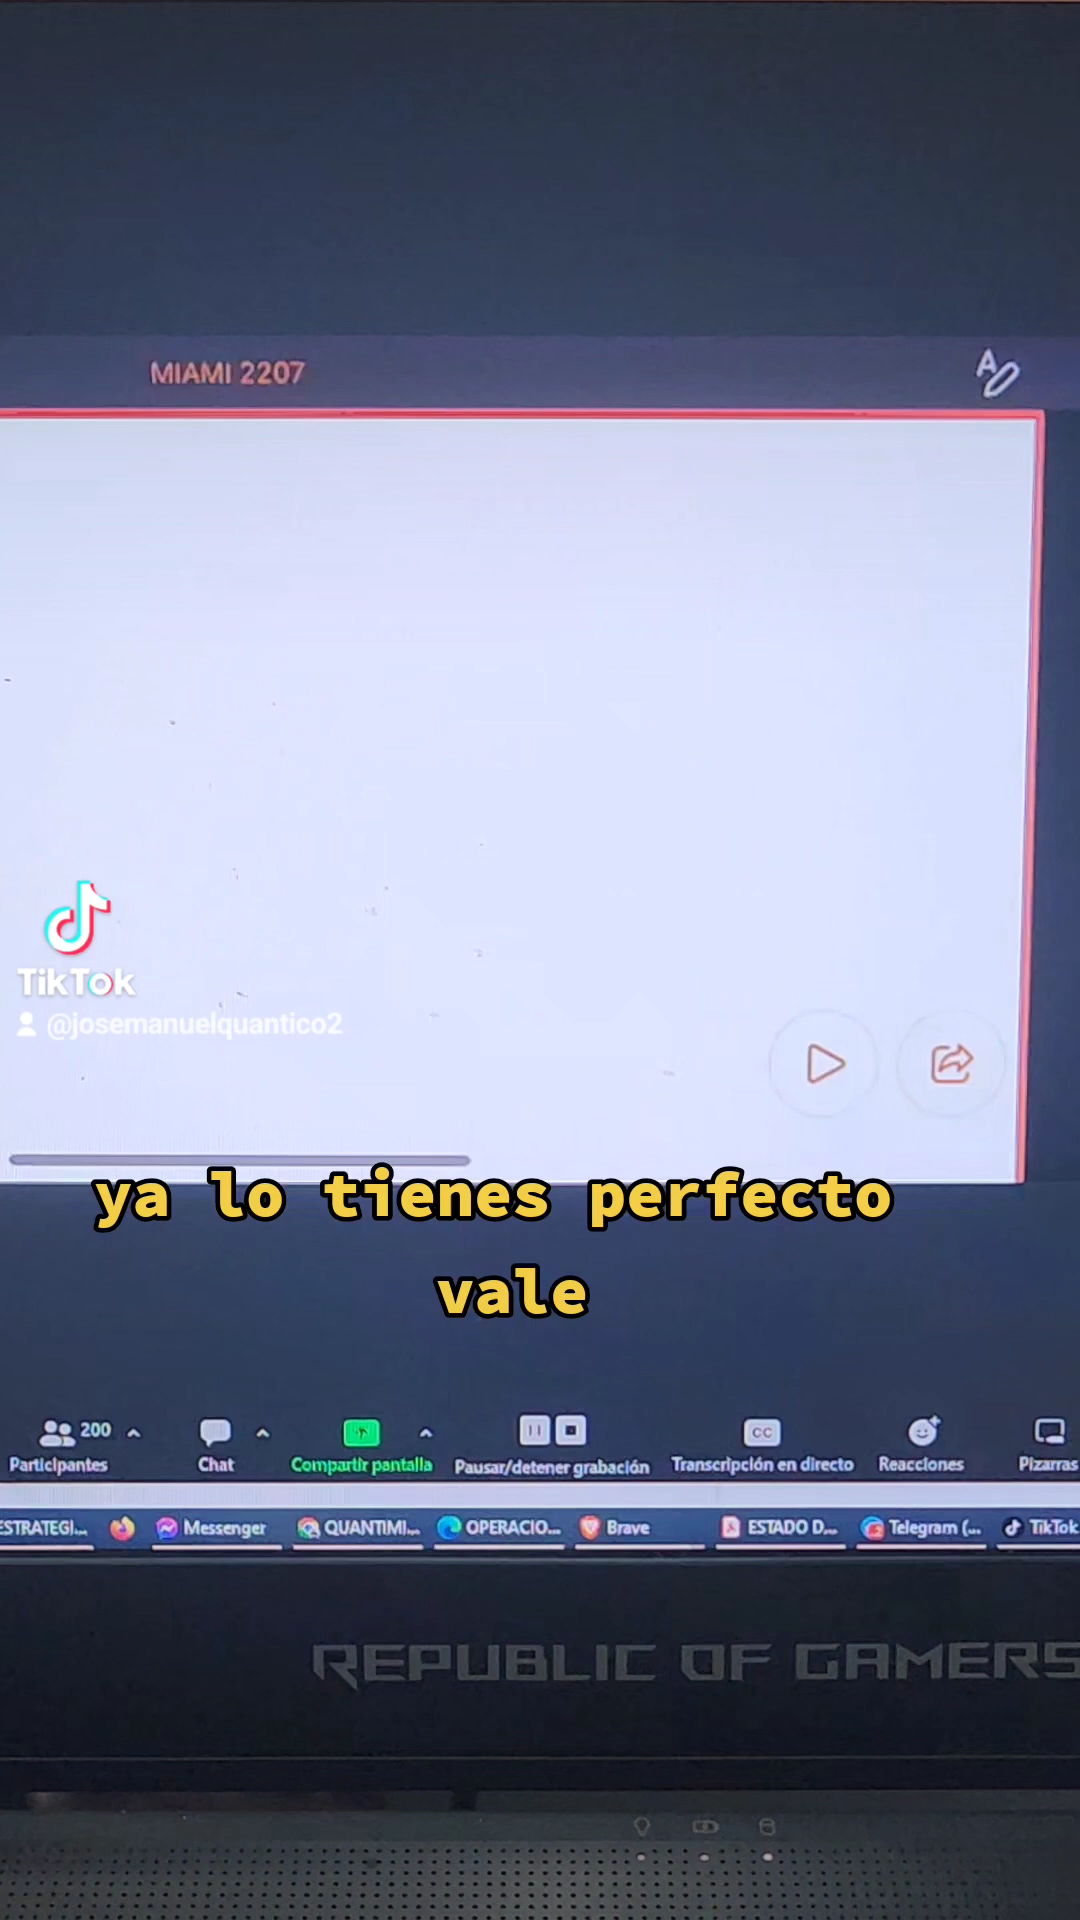 MIAMI 2207
TikTok
@josemanuelquantico2
ya lo tienes perfecto
vale
200
Participantes
Chat
Compartir pantalla
Pausar/detener grabación
CC
Transcripción en directo
Reacciones
Pizarras
ESTRATEGI...
Messenger
QUANTIMI...
OPERACIO...
Brave
ESTADO D...
Telegram (...
TikTok
REPUBLIC OF GAMERS